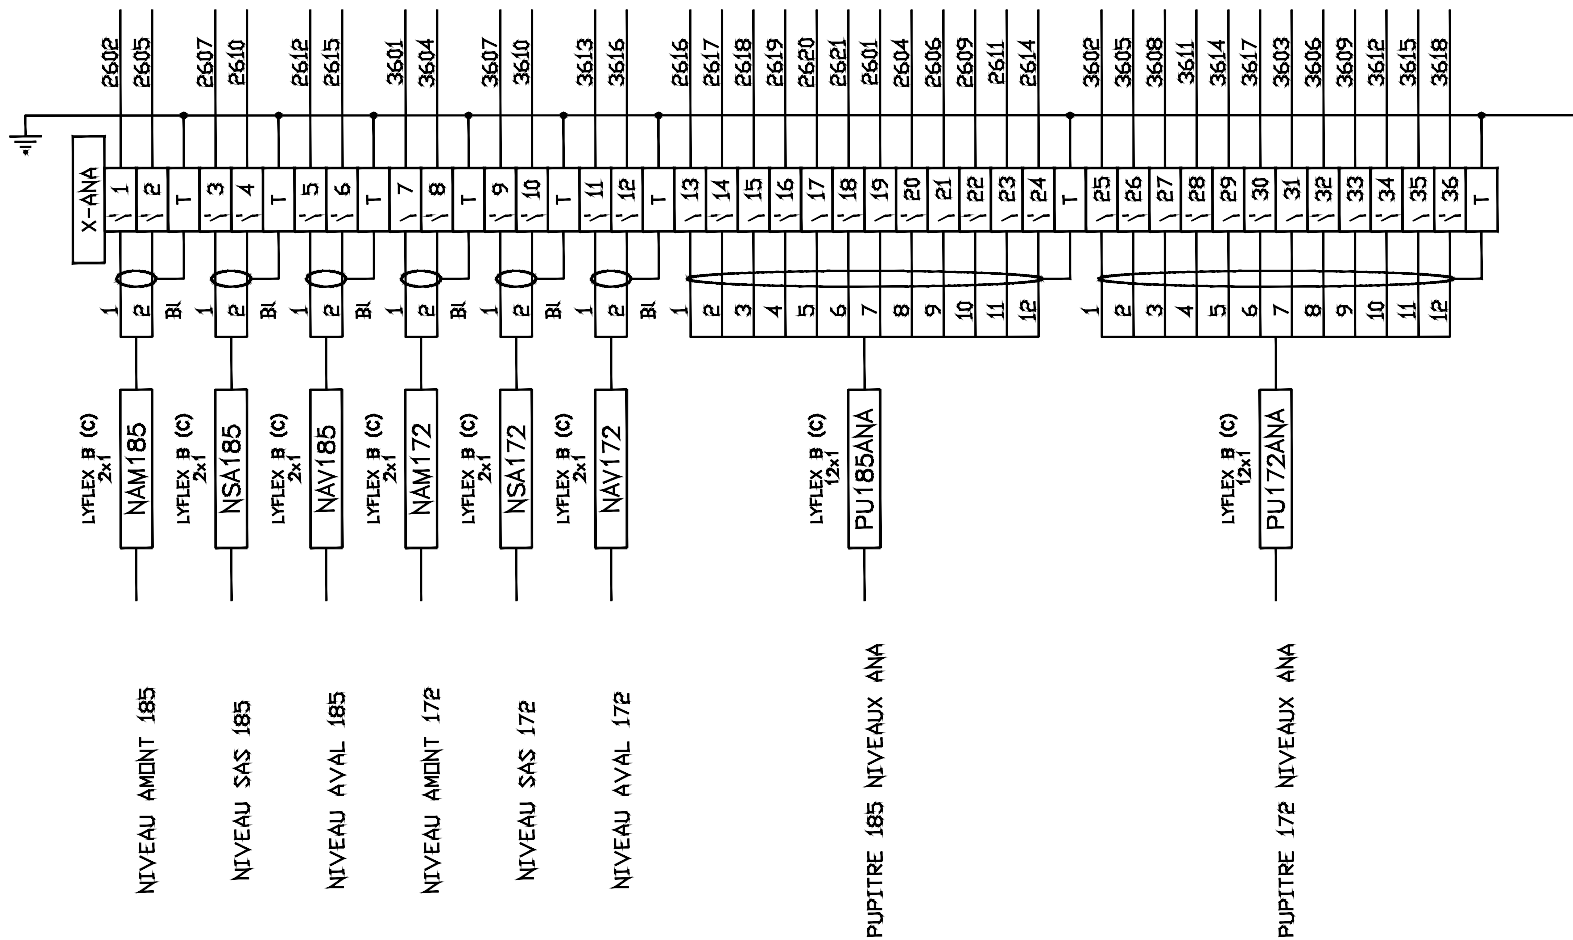 2602 2605 2607 2610 2612 2615 3601 3604 3607 3610 3613 3616 2616 2617 2618 2619 2620 2621 2601 2604 2606 2609 2611 2614 3602 3605 3608 3611 3614 3617 3603 3606 3609 3612 3615 3618
X-ANA 1 2 T 3 4 T 5 6 T 7 8 T 9 10 T 11 12 T 13 14 15 16 17 18 19 20 21 22 23 24 T 25 26 27 28 29 30 31 32 33 34 35 36 T
1 2 Bl 1 2 Bl 1 2 Bl 1 2 Bl 1 2 Bl 1 2 Bl 1 2 3 4 5 6 7 8 9 10 11 12 1 2 3 4 5 6 7 8 9 10 11 12
LYFLEX B (C)
2x1
NAM185
LYFLEX B (C)
2x1
NSA185
LYFLEX B (C)
2x1
NAV185
LYFLEX B (C)
2x1
NAM172
LYFLEX B (C)
2x1
NSA172
LYFLEX B (C)
2x1
NAV172
LYFLEX B (C)
12x1
PU185ANA
LYFLEX B (C)
12x1
PU172ANA
NIVEAU AMONT 185
NIVEAU SAS 185
NIVEAU AVAL 185
NIVEAU AMONT 172
NIVEAU SAS 172
NIVEAU AVAL 172
PUPITRE 185 NIVEAUX ANA
PUPITRE 172 NIVEAUX ANA